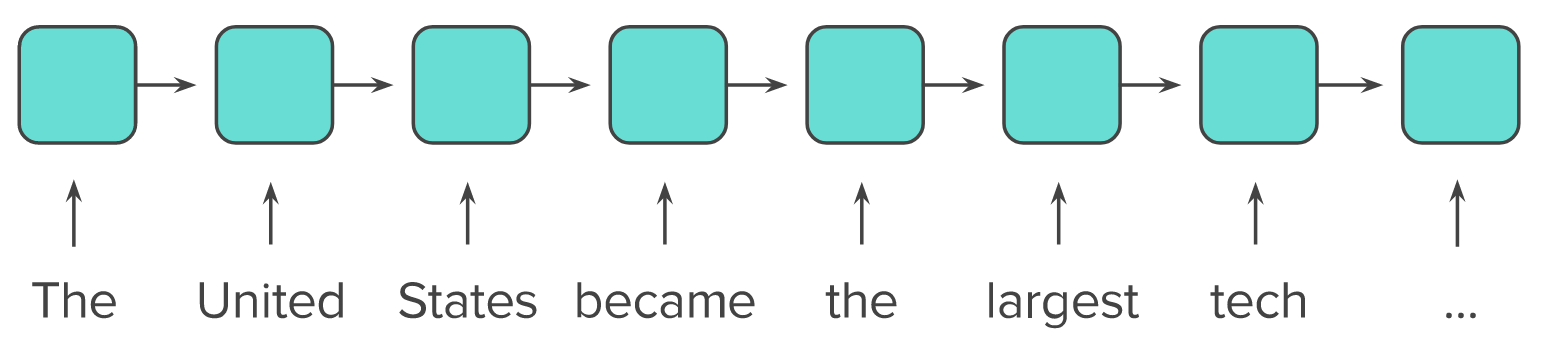 The United States became the largest tech ...